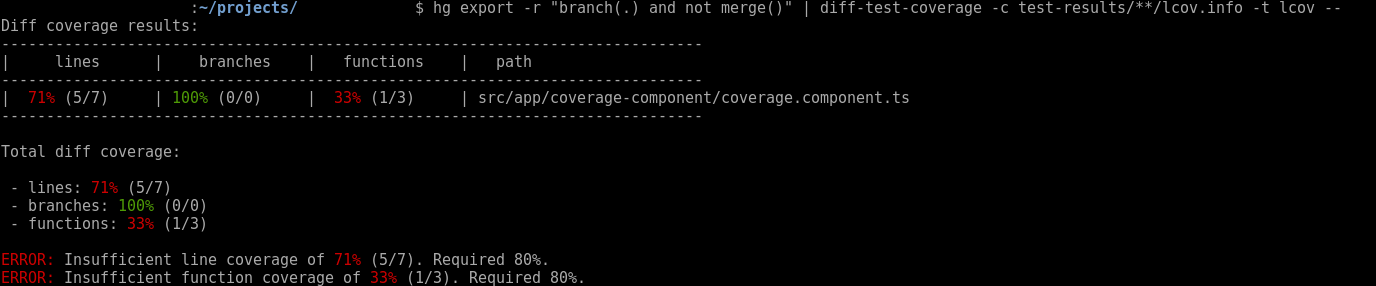 :~/projects/ $ hg export -r "branch(.) and not merge()" | diff-test-coverage -c test-results/**/lcov.info -t lcov --
Diff coverage results:
------------------------------------------------------------------------------
| lines | branches | functions | path
------------------------------------------------------------------------------
| 71% (5/7) | 100% (0/0) | 33% (1/3) | src/app/coverage-component/coverage.component.ts
------------------------------------------------------------------------------
Total diff coverage:
- lines: 71% (5/7)
- branches: 100% (0/0)
- functions: 33% (1/3)
ERROR: Insufficient line coverage of 71% (5/7). Required 80%.
ERROR: Insufficient function coverage of 33% (1/3). Required 80%.